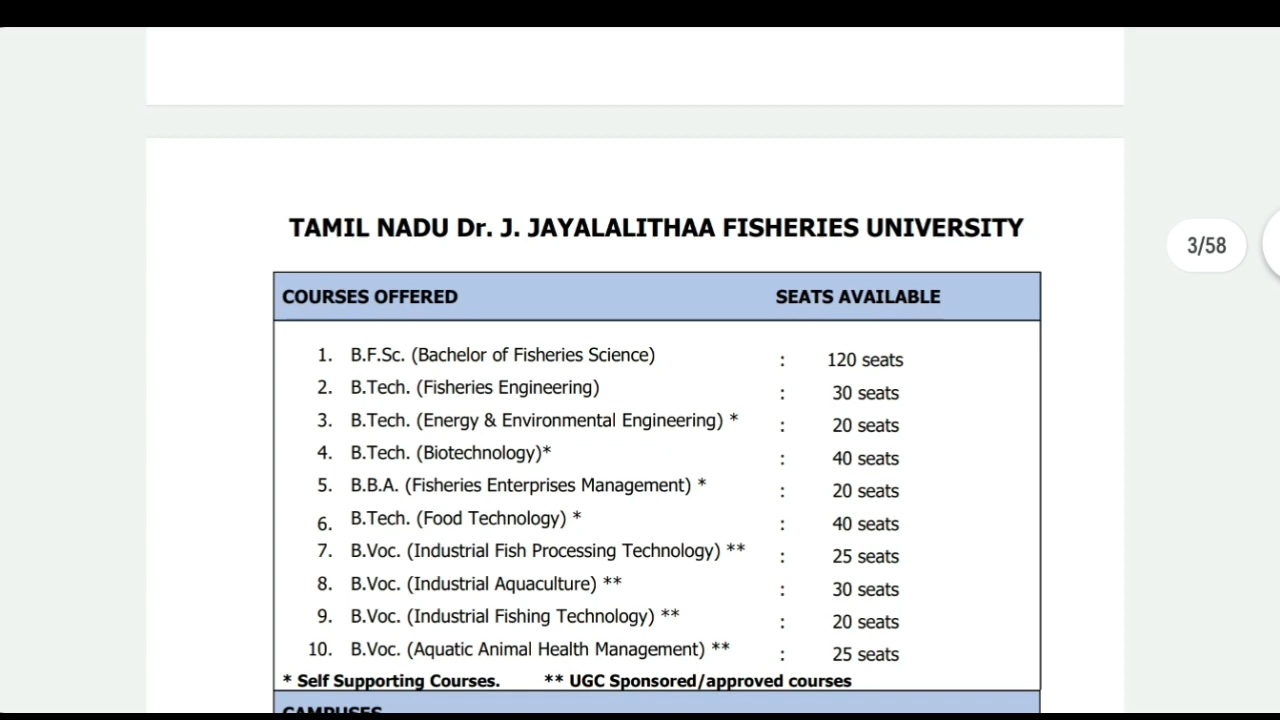 TAMIL NADU Dr. J. JAYALALITHAA FISHERIES UNIVERSITY
3/58
COURSES OFFERED SEATS AVAILABLE
1. B.F.Sc. (Bachelor of Fisheries Science) : 120 seats
2. B.Tech. (Fisheries Engineering) : 30 seats
3. B.Tech. (Energy & Environmental Engineering) * : 20 seats
4. B.Tech. (Biotechnology)* : 40 seats
5. B.B.A. (Fisheries Enterprises Management) * : 20 seats
6. B.Tech. (Food Technology) * : 40 seats
7. B.Voc. (Industrial Fish Processing Technology) ** : 25 seats
8. B.Voc. (Industrial Aquaculture) ** : 30 seats
9. B.Voc. (Industrial Fishing Technology) ** : 20 seats
10. B.Voc. (Aquatic Animal Health Management) ** : 25 seats
* Self Supporting Courses. ** UGC Sponsored/approved courses
CAMPUSES